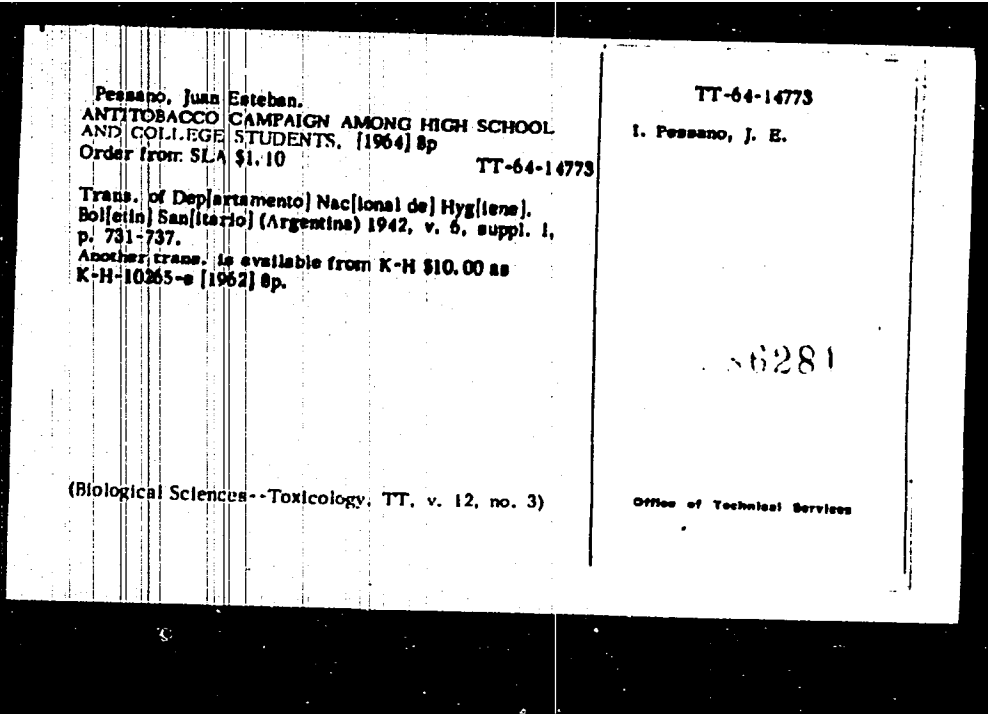 Pessano, Juan Esteban.
ANTITOBACCO CAMPAIGN AMONG HIGH SCHOOL
AND COLLEGE STUDENTS. [1964] 8p
Order from SLA $1.10 TT-64-14773
Trans. of Dep[artamento] Nac[ional de] Hyg[iene].
Bol[etin] San[itario] (Argentina) 1942, v. 6, suppl. 1,
p. 731-737.
Another trans. is available from K-H $10.00 as
K-H-10265-a [1962] 8p.
(Biological Sciences--Toxicology, TT, v. 12, no. 3)
TT-64-14773
I. Pessano, J. E.
6281
Office of Technical Services